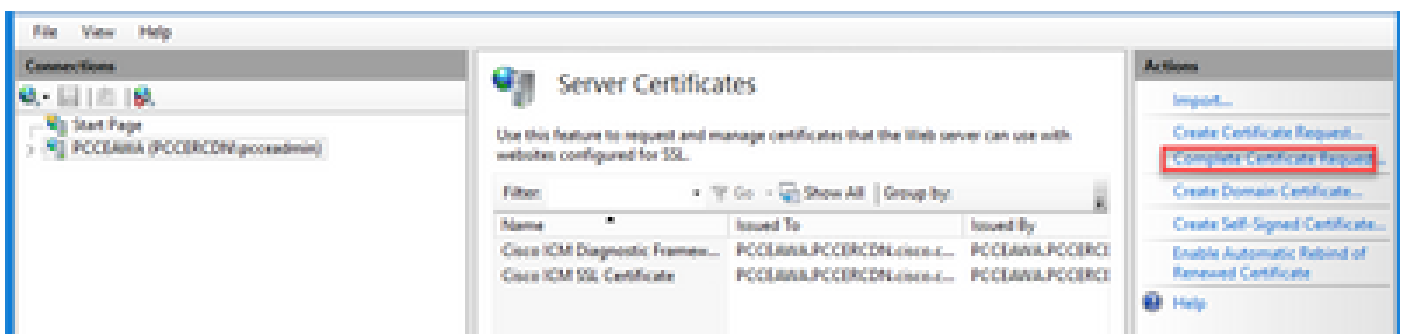 File View Help
Connections
Start Page
PCCEAWA (PCCERCDN\pcceadmin)
Server Certificates
Use this feature to request and manage certificates that the Web server can use with
websites configured for SSL.
Filter: Go Show All Group by:
Name Issued To Issued By
Cisco ICM Diagnostic Framew... PCCEAWA.PCCERCDN.cisco.c... PCCEAWA.PCCERC
Cisco ICM SSL Certificate PCCEAWA.PCCERCDN.cisco.c... PCCEAWA.PCCERC
Actions
Import...
Create Certificate Request...
Complete Certificate Request...
Create Domain Certificate...
Create Self-Signed Certificate...
Enable Automatic Rebind of
Renewed Certificate
Help